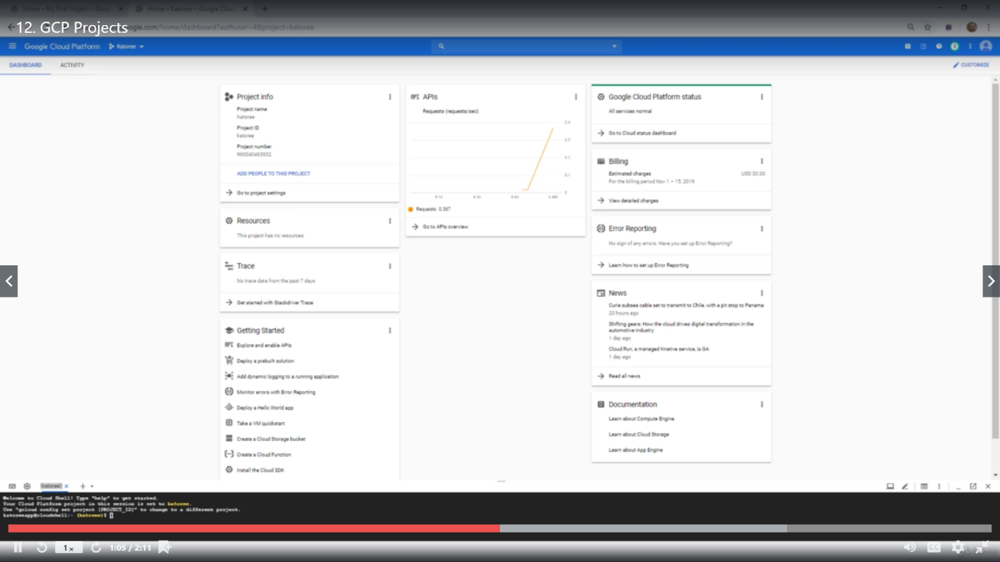 Home – My First Project – Goog
Home – Katoree – Google Clou
12. GCP Projects
gle.com/home/dashboard?authuser=4&project=katoree
Google Cloud Platform
Katoree
DASHBOARD
ACTIVITY
CUSTOMIZE
Project info
Project name
Katoree
Project ID
katoree
Project number
960040463932
ADD PEOPLE TO THIS PROJECT
Go to project settings
Resources
This project has no resources
Trace
No trace data from the past 7 days
Get started with Stackdriver Trace
Getting Started
API Explore and enable APIs
Deploy a prebuilt solution
Add dynamic logging to a running application
Monitor errors with Error Reporting
Deploy a Hello World app
Take a VM quickstart
Create a Cloud Storage bucket
Create a Cloud Function
Install the Cloud SDK
API APIs
Requests (requests/sec)
0.4
0.3
0.2
0.1
0
6:15
6:30
6:45
Requests: 0.367
Go to APIs overview
Google Cloud Platform status
All services normal
Go to Cloud status dashboard
Billing
Estimated charges USD $0.00
For the billing period Nov 1 – 15, 2019
View detailed charges
Error Reporting
No sign of any errors. Have you set up Error Reporting?
Learn how to set up Error Reporting
News
Curie subsea cable set to transmit to Chile, with a pit stop to Panama
23 hours ago
Shifting gears: How the cloud drives digital transformation in the
automotive industry
1 day ago
Cloud Run, a managed Knative service, is GA
1 day ago
Read all news
Documentation
Learn about Compute Engine
Learn about Cloud Storage
Learn about App Engine
(katoree)
Welcome to Cloud Shell! Type "help" to get started.
Your Cloud Platform project in this session is set to katoree.
Use "gcloud config set project [PROJECT_ID]" to change to a different project.
katoreeapp@cloudshell:~ (katoree)$
1x
1:05 / 2:11
CC